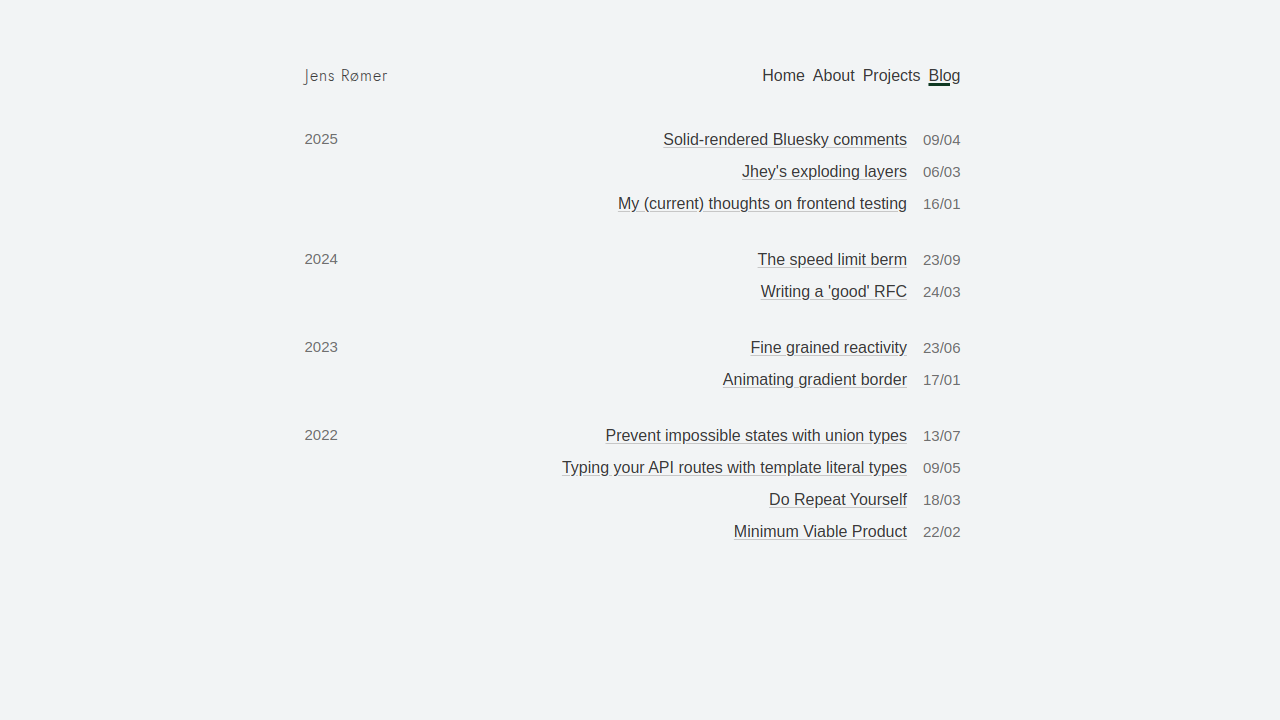 Jens Rømer Home About Projects Blog
2025 Solid-rendered Bluesky comments 09/04
Jhey's exploding layers 06/03
My (current) thoughts on frontend testing 16/01
2024 The speed limit berm 23/09
Writing a 'good' RFC 24/03
2023 Fine grained reactivity 23/06
Animating gradient border 17/01
2022 Prevent impossible states with union types 13/07
Typing your API routes with template literal types 09/05
Do Repeat Yourself 18/03
Minimum Viable Product 22/02